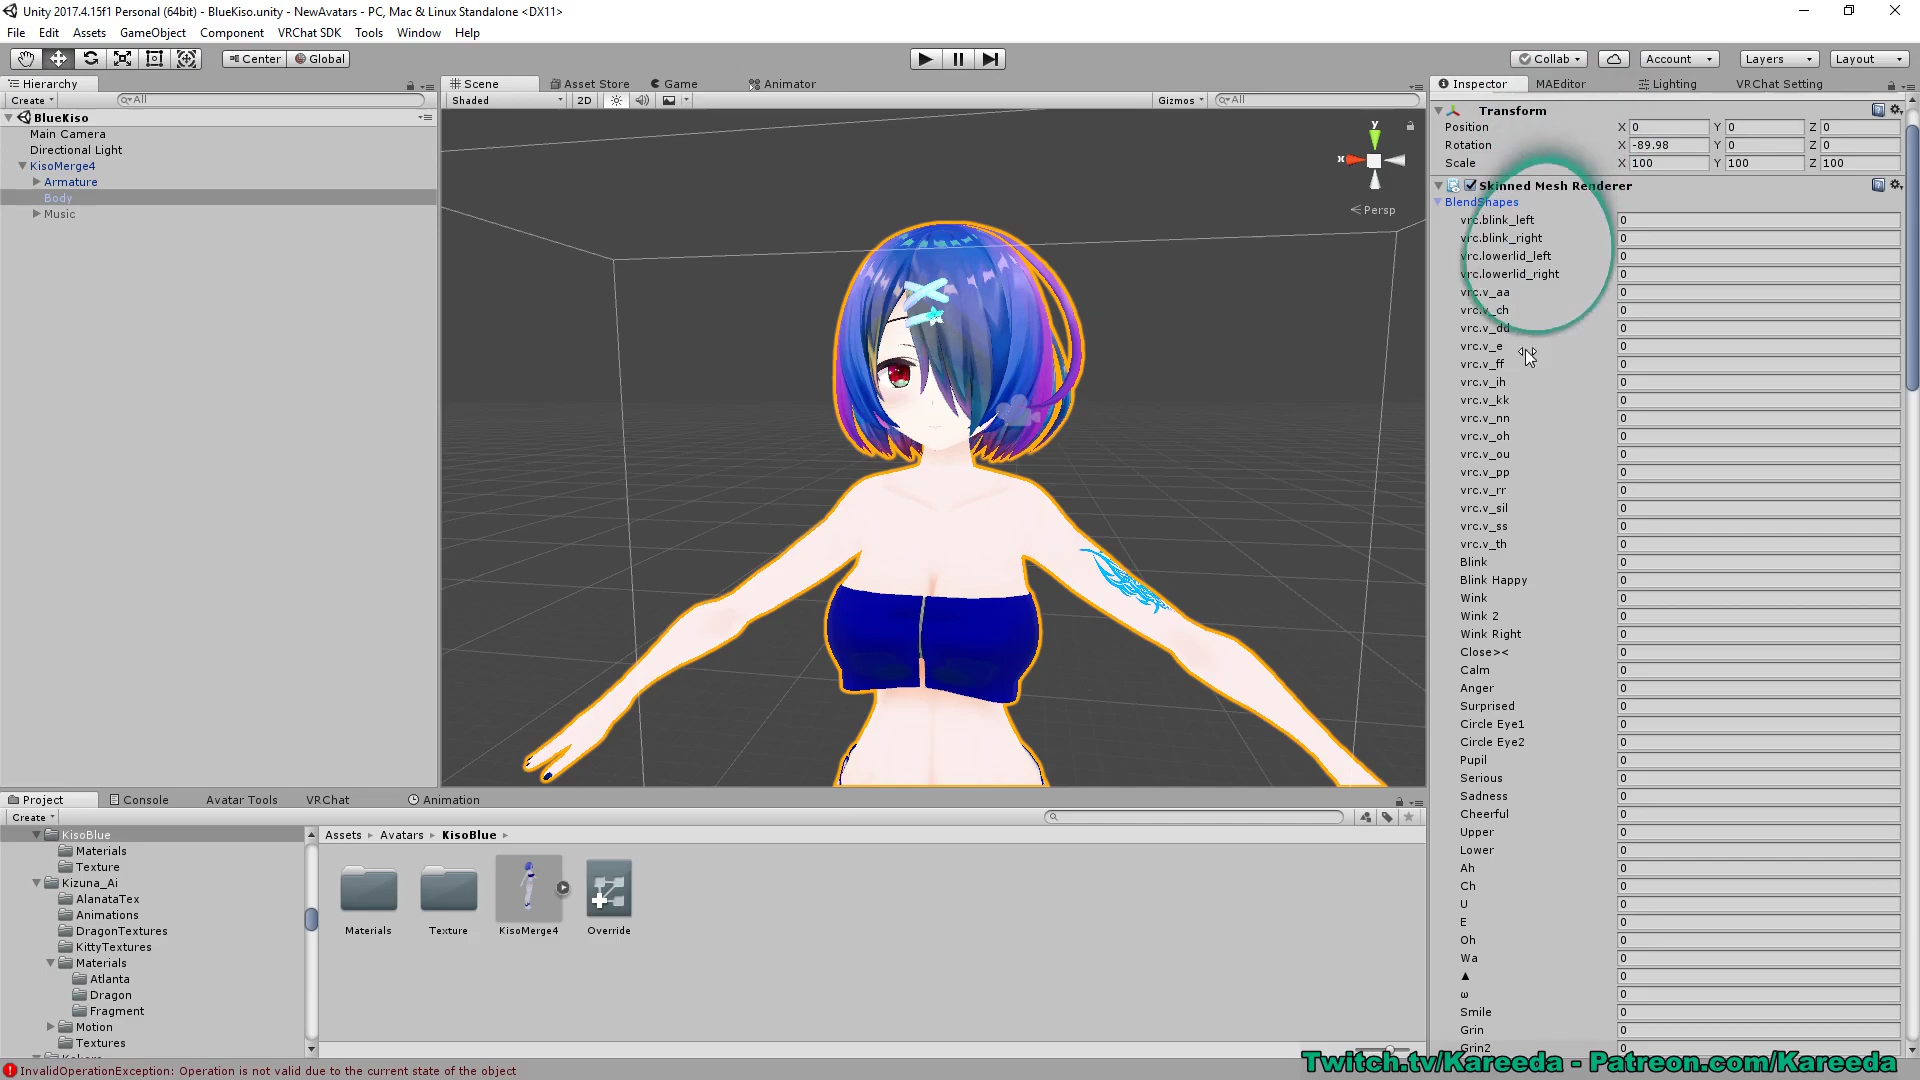 Unity 2017.4.15f1 Personal (64bit) - BlueKiso.unity - NewAvatars - PC, Mac & Linux Standalone <DX11>
File Edit Assets GameObject Component VRChat SDK Tools Window Help
Center Global Collab Account Layers Layout
Hierarchy
Create All
BlueKiso
Main Camera
Directional Light
KisoMerge4
Armature
Body
Music
Scene Asset Store Game Animator
Shaded 2D Gizmos All
y
x
Persp
Inspector MAEditor Lighting VRChat Setting
Transform
Position X 0 Y 0 Z 0
Rotation X -89.98 Y 0 Z 0
Scale X 100 Y 100 Z 100
Skinned Mesh Renderer
BlendShapes
vrc.blink_left 0
vrc.blink_right 0
vrc.lowerlid_left 0
vrc.lowerlid_right 0
vrc.v_aa 0
vrc.v_ch 0
vrc.v_dd 0
vrc.v_e 0
vrc.v_ff 0
vrc.v_ih 0
vrc.v_kk 0
vrc.v_nn 0
vrc.v_oh 0
vrc.v_ou 0
vrc.v_pp 0
vrc.v_rr 0
vrc.v_sil 0
vrc.v_ss 0
vrc.v_th 0
Blink 0
Blink Happy 0
Wink 0
Wink 2 0
Wink Right 0
Close>< 0
Calm 0
Anger 0
Surprised 0
Circle Eye1 0
Circle Eye2 0
Pupil 0
Serious 0
Sadness 0
Cheerful 0
Upper 0
Lower 0
Ah 0
Ch 0
U 0
E 0
Oh 0
Wa 0
▲ 0
ω 0
Smile 0
Grin 0
Grin2 0
Project Console Avatar Tools VRChat Animation
Create
KisoBlue
Materials
Texture
Kizuna_Ai
AlanataTex
Animations
DragonTextures
KittyTextures
Materials
Atlanta
Dragon
Fragment
Motion
Textures
Assets Avatars KisoBlue
Materials Texture KisoMerge4 Override
InvalidOperationException: Operation is not valid due to the current state of the object
Twitch.tv/Kareeda - Patreon.com/Kareeda